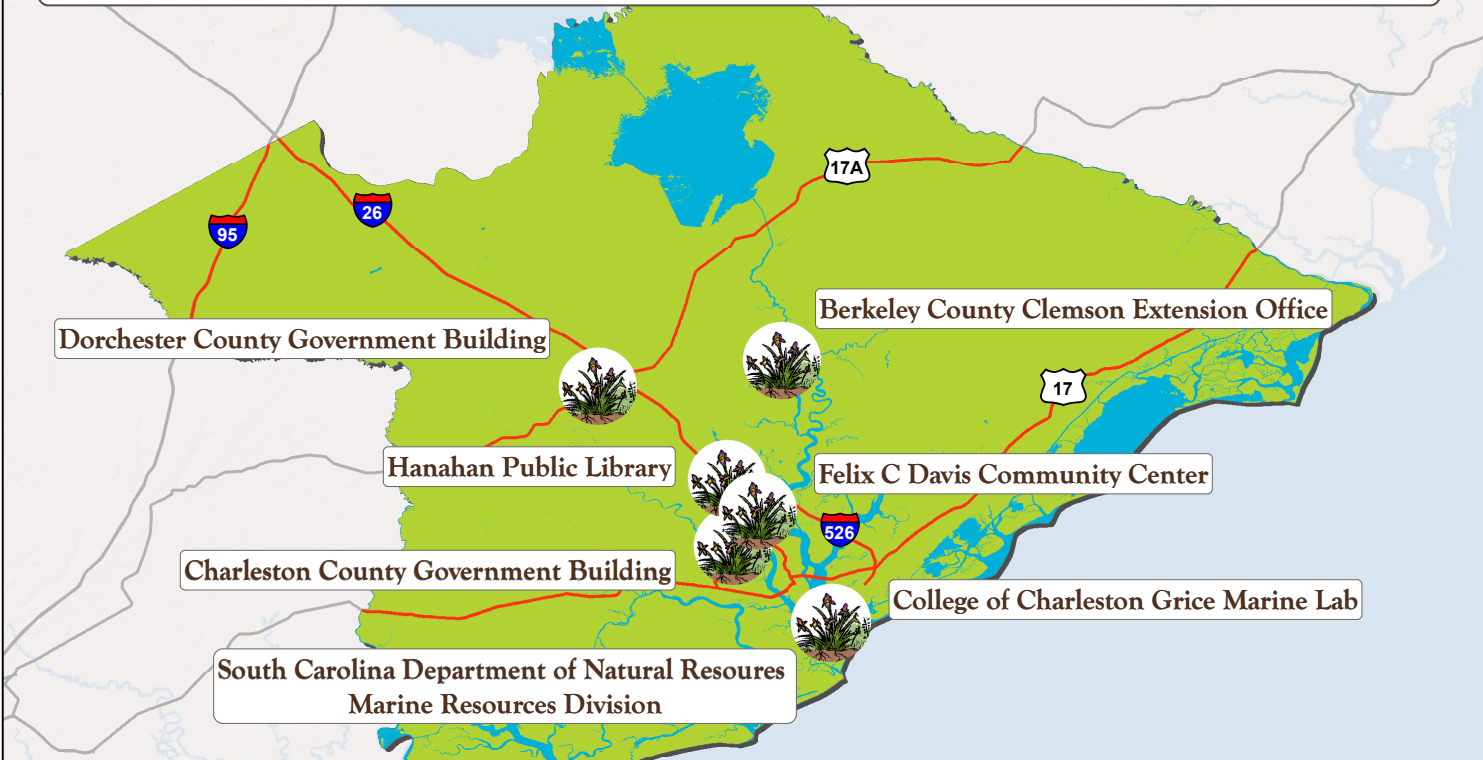 17A
26
95
Berkeley County Clemson Extension Office
Dorchester County Government Building
17
Hanahan Public Library
Felix C Davis Community Center
526
Charleston County Government Building
College of Charleston Grice Marine Lab
South Carolina Department of Natural Resoures
Marine Resources Division